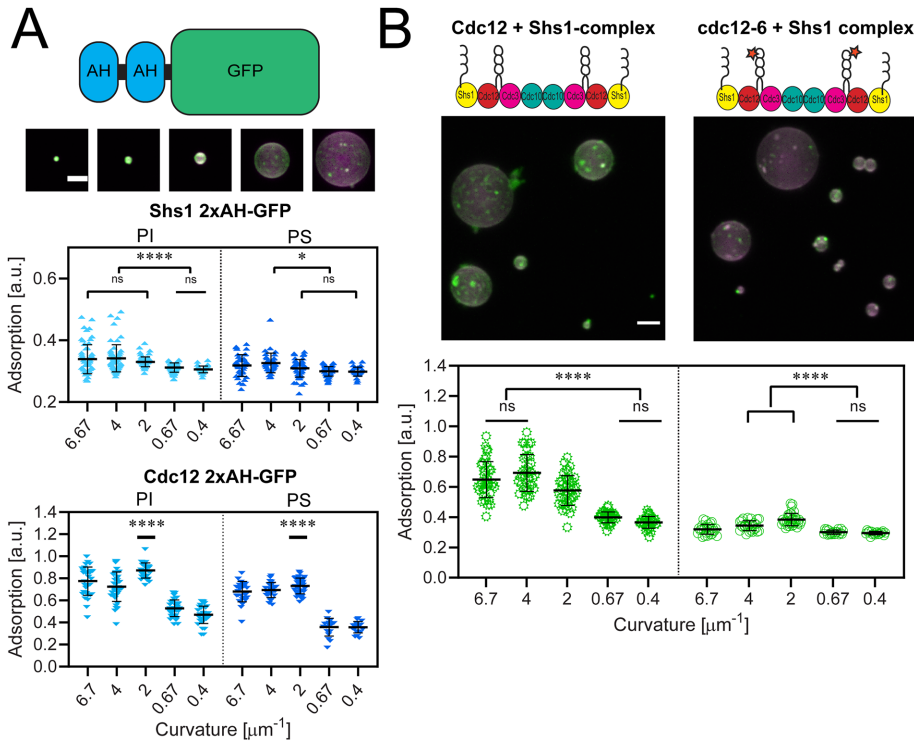 A
AH AH GFP
Shs1 2xAH-GFP
PI PS
**** *
ns ns ns
Adsorption [a.u.]
0.6
0.4
0.2
6.67 4 2 0.67 0.4 6.67 4 2 0.67 0.4
Cdc12 2xAH-GFP
PI PS
**** ****
Adsorption [a.u.]
1.4
1.2
1.0
0.8
0.6
0.4
0.2
0.0
6.7 4 2 0.67 0.4 6.7 4 2 0.67 0.4
Curvature [μm-1]
B
Cdc12 + Shs1-complex cdc12-6 + Shs1 complex
Shs1 Cdc12 Cdc3 Cdc10 Cdc10 Cdc3 Cdc12 Shs1
Shs1 Cdc12 Cdc3 Cdc10 Cdc10 Cdc3 Cdc12 Shs1
**** ****
ns ns ns
Adsorption [a.u.]
1.4
1.2
1.0
0.8
0.6
0.4
0.2
0.0
6.7 4 2 0.67 0.4 6.7 4 2 0.67 0.4
Curvature [μm-1]